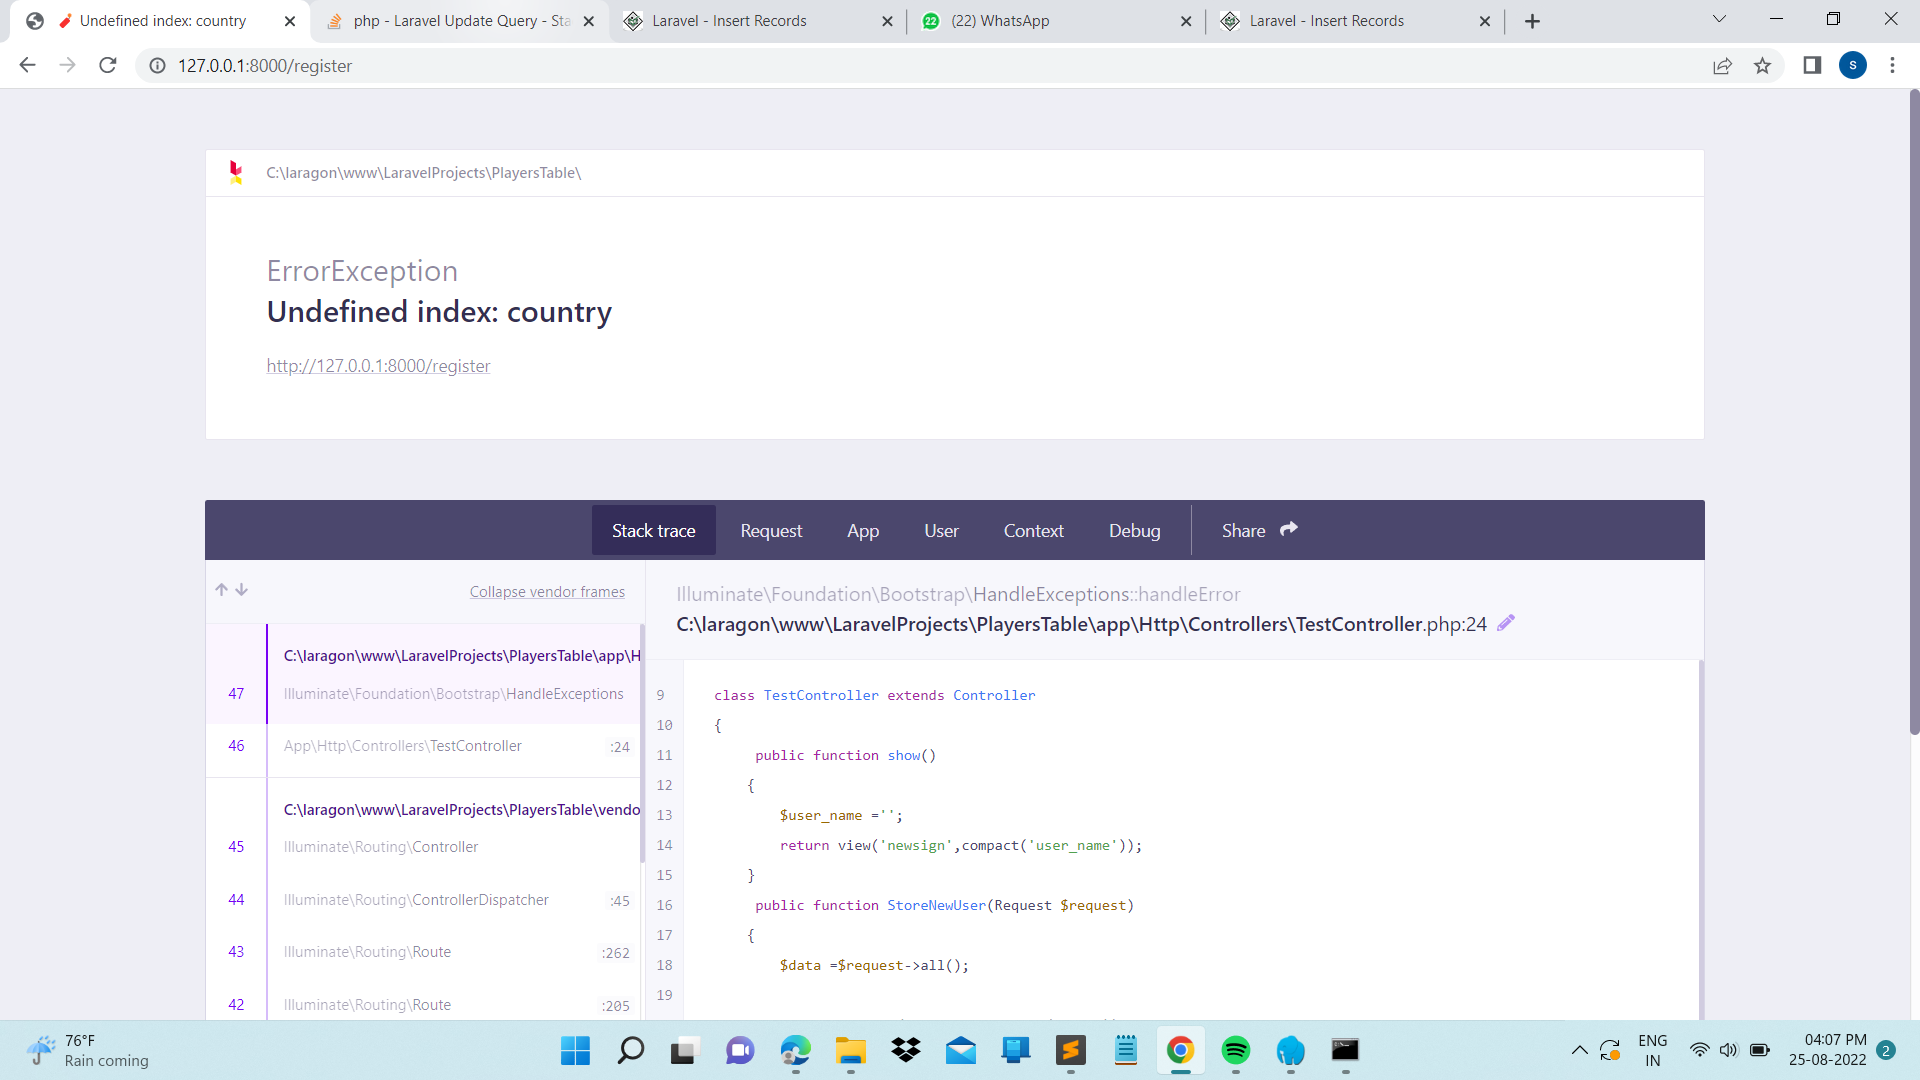 Undefined index: country
php - Laravel Update Query - Sta
Laravel - Insert Records
22
(22) WhatsApp
Laravel - Insert Records
127.0.0.1:8000/register
S
C:\laragon\www\LaravelProjects\PlayersTable\
ErrorException
Undefined index: country
http://127.0.0.1:8000/register
Stack trace
Request
App
User
Context
Debug
Share
Collapse vendor frames
Illuminate\Foundation\Bootstrap\HandleExceptions::handleError
C:\laragon\www\LaravelProjects\PlayersTable\app\Http\Controllers\TestController.php:24
C:\laragon\www\LaravelProjects\PlayersTable\app\H
47 Illuminate\Foundation\Bootstrap\HandleExceptions
46 App\Http\Controllers\TestController :24
C:\laragon\www\LaravelProjects\PlayersTable\vendo
45 Illuminate\Routing\Controller
44 Illuminate\Routing\ControllerDispatcher :45
43 Illuminate\Routing\Route :262
42 Illuminate\Routing\Route :205
9 class TestController extends Controller
10 {
11 public function show()
12 {
13 $user_name ='';
14 return view('newsign',compact('user_name'));
15 }
16 public function StoreNewUser(Request $request)
17 {
18 $data =$request->all();
19
76°F
Rain coming
ENG
IN
04:07 PM
25-08-2022
2